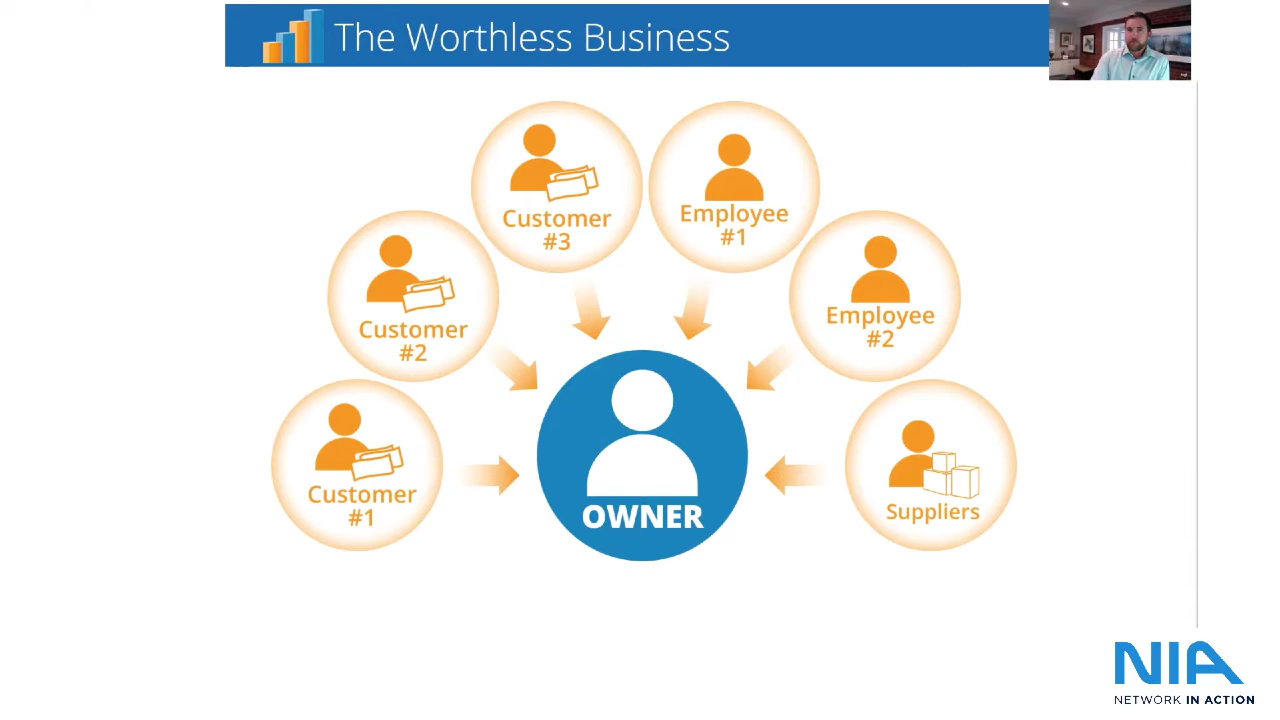 The Worthless Business
Customer
#3
Employee
#1
Customer
#2
Employee
#2
Customer
#1
OWNER
Suppliers
NIA
NETWORK IN ACTION